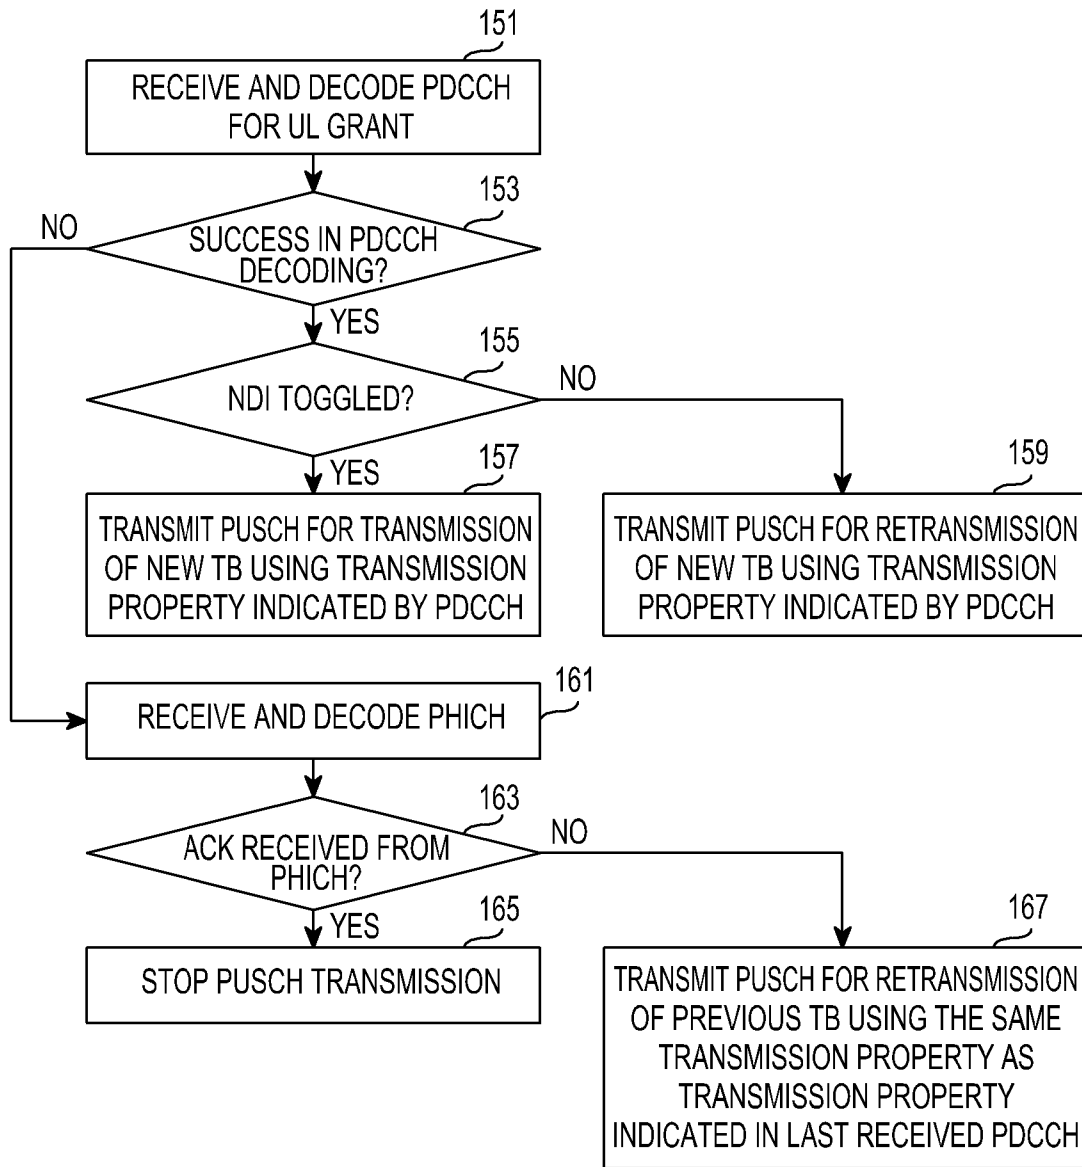 151
RECEIVE AND DECODE PDCCH
FOR UL GRANT
153
NO
SUCCESS IN PDCCH
DECODING?
YES
155
NO
NDI TOGGLED?
YES
157
159
TRANSMIT PUSCH FOR TRANSMISSION
OF NEW TB USING TRANSMISSION
PROPERTY INDICATED BY PDCCH
TRANSMIT PUSCH FOR RETRANSMISSION
OF NEW TB USING TRANSMISSION
PROPERTY INDICATED BY PDCCH
161
RECEIVE AND DECODE PHICH
163
NO
ACK RECEIVED FROM
PHICH?
YES
165
167
STOP PUSCH TRANSMISSION
TRANSMIT PUSCH FOR RETRANSMISSION
OF PREVIOUS TB USING THE SAME
TRANSMISSION PROPERTY AS
TRANSMISSION PROPERTY
INDICATED IN LAST RECEIVED PDCCH